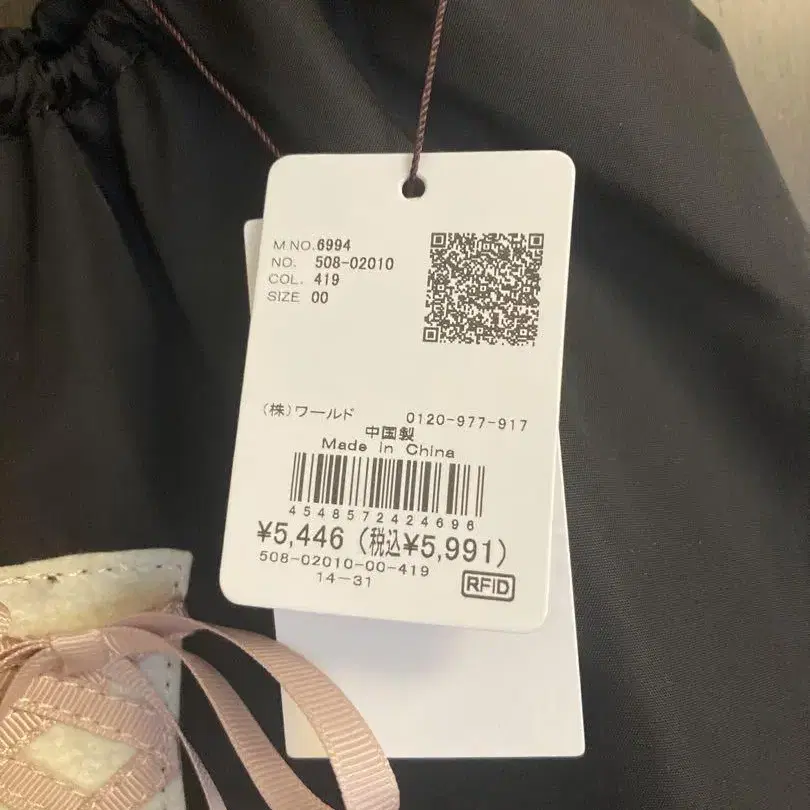 M.NO.6994
NO. 508-02010
COL. 419
SIZE 00
(株)ワールド 0120-977-917
中国製
Made in China
4548572424696
¥5,446 (税込¥5,991)
508-02010-00-419
14-31
RFID